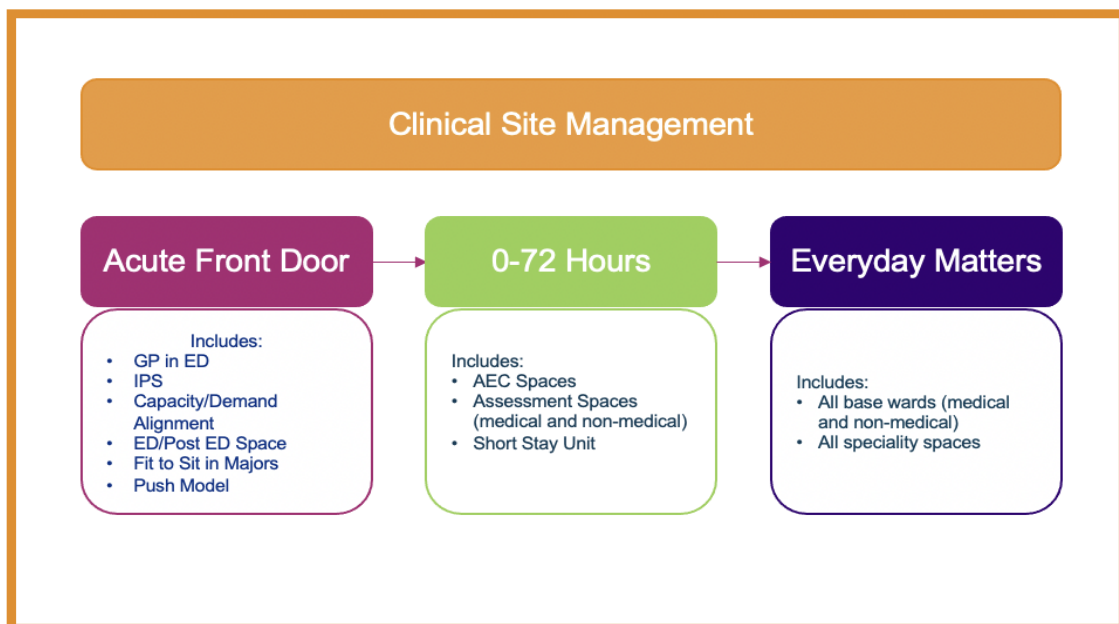 Clinical Site Management
Acute Front Door
Includes:
• GP in ED
• IPS
• Capacity/Demand
Alignment
• ED/Post ED Space
• Fit to Sit in Majors
• Push Model
0-72 Hours
Includes:
• AEC Spaces
• Assessment Spaces
(medical and non-medical)
• Short Stay Unit
Everyday Matters
Includes:
• All base wards (medical
and non-medical)
• All speciality spaces